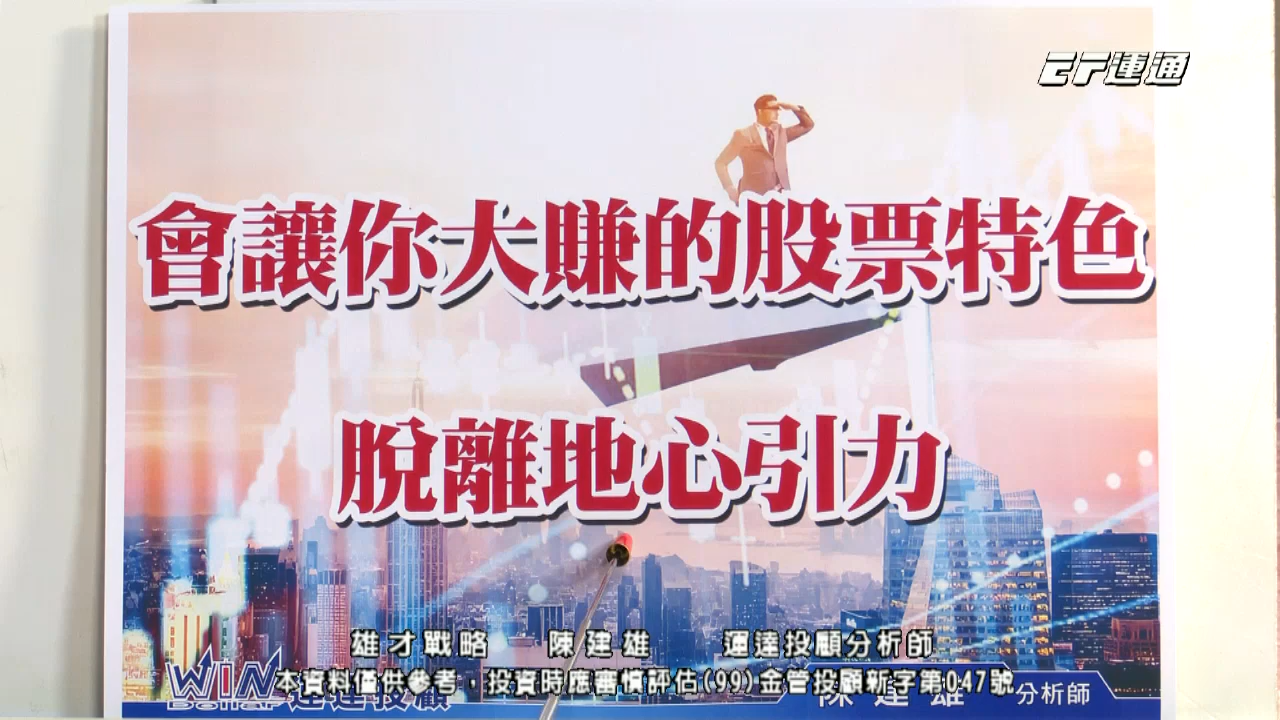 EF運通
會讓你大賺的股票特色
脫離地心引力
雄才戰略 陳建雄 運達投顧分析師
本資料僅供參考,投資時應審慎評估(99)金管投顧新字第047號
WIN Dollar 運達投顧 陳建雄 分析師